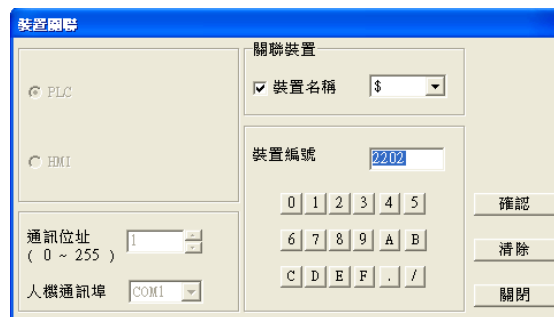 裝置關聯
PLC
HMI
通訊位址
( 0 ~ 255 )
1
人機通訊埠
COM1
關聯裝置
裝置名稱
$
裝置編號
2202
0 1 2 3 4 5
6 7 8 9 A B
C D E F . /
確認
清除
關閉